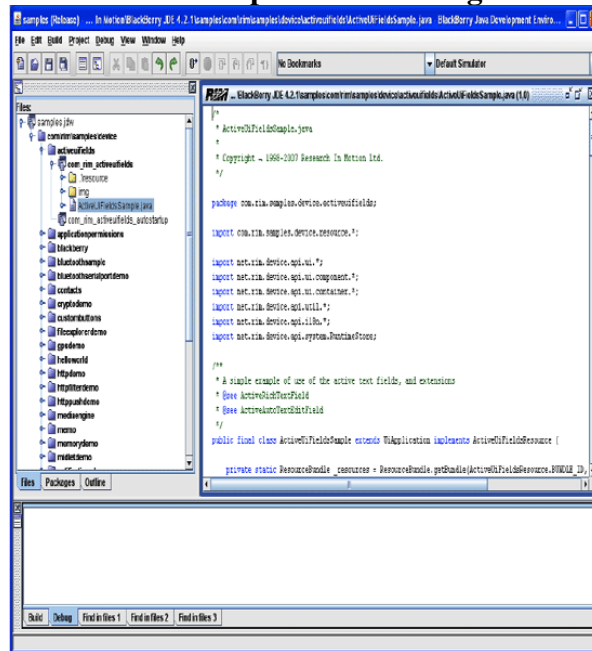 samples (Release) ... In Motion\BlackBerry JDE 4.2.1\samples\com\rim\samples\device\activeuifields\ActiveUiFieldsSample.java - BlackBerry Java Development Enviro...
File Edit Build Project Debug View Window Help
No Bookmarks
Default Simulator
Files:
samples.jdw
com/rim/samples/device
activeuifields
com_rim_activeuifields
.\resource
img
ActiveUiFieldsSample.java
com_rim_activeuifields_autostartup
applicationpermissions
blackberry
bluetoothsample
bluetoothserialportdemo
contacts
cryptodemo
custombuttons
fileexplorerdemo
gpsdemo
helloworld
httpdemo
httpfilterdemo
httppushdemo
mediaengine
memo
memorydemo
midletdemo
Files Packages Outline
... BlackBerry JDE 4.2.1\samples\com\rim\samples\device\activeuifields\ActiveUiFieldsSample.java (1.0)
/*
* ActiveUiFieldsSample.java
*
* Copyright 1998-2007 Research In Motion Ltd.
*/
package com.rim.samples.device.activeuifields;
import com.rim.samples.device.resource.*;
import net.rim.device.api.ui.*;
import net.rim.device.api.ui.component.*;
import net.rim.device.api.ui.container.*;
import net.rim.device.api.util.*;
import net.rim.device.api.i18n.*;
import net.rim.device.api.system.RuntimeStore;
/**
* A simple example of use of the active text fields, and extensions
* @see ActiveRichTextField
* @see ActiveAutoTextEditField
*/
public final class ActiveUiFieldsSample extends UiApplication implements ActiveUiFieldsResource {
private static ResourceBundle _resources = ResourceBundle.getBundle(ActiveUiFieldsResource.BUNDLE_ID,
Build Debug Find in files 1 Find in files 2 Find in files 3